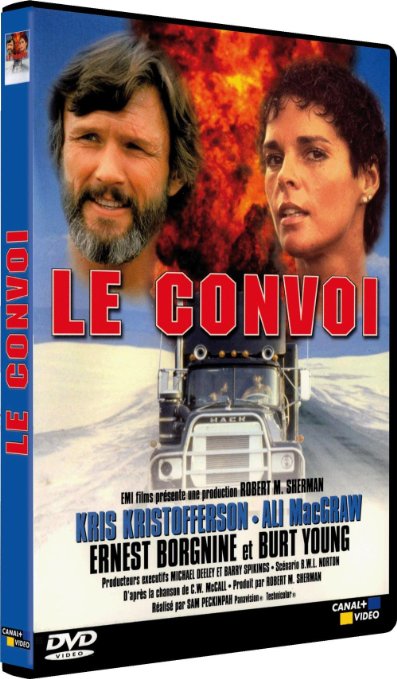 LE CONVOI
LE CONVOI
MACK
EMI films présente une production ROBERT M. SHERMAN
KRIS KRISTOFFERSON • ALI MacGRAW
ERNEST BORGNINE et BURT YOUNG
Producteurs executifs MICHAEL DEELEY ET BARRY SPIKINGS • Scénario B.W.L. NORTON
D'après la chanson de C.W. McCALL • Produit par ROBERT M. SHERMAN
Réalisé par SAM PECKINPAH Panavision® Technicolor®
CANAL+
VIDEO
CANAL+
VIDEO
DVD
VIDEO